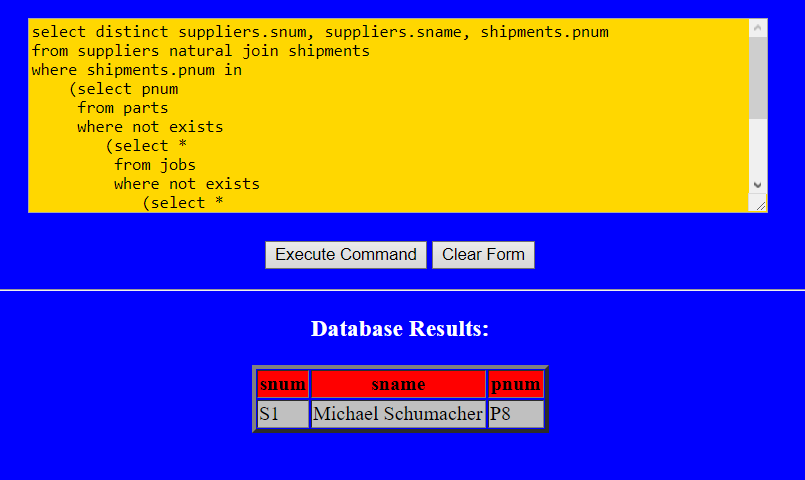 select distinct suppliers.snum, suppliers.sname, shipments.pnum
from suppliers natural join shipments
where shipments.pnum in
(select pnum
from parts
where not exists
(select *
from jobs
where not exists
(select *
Execute Command Clear Form
Database Results:
snum sname pnum
S1 Michael Schumacher P8